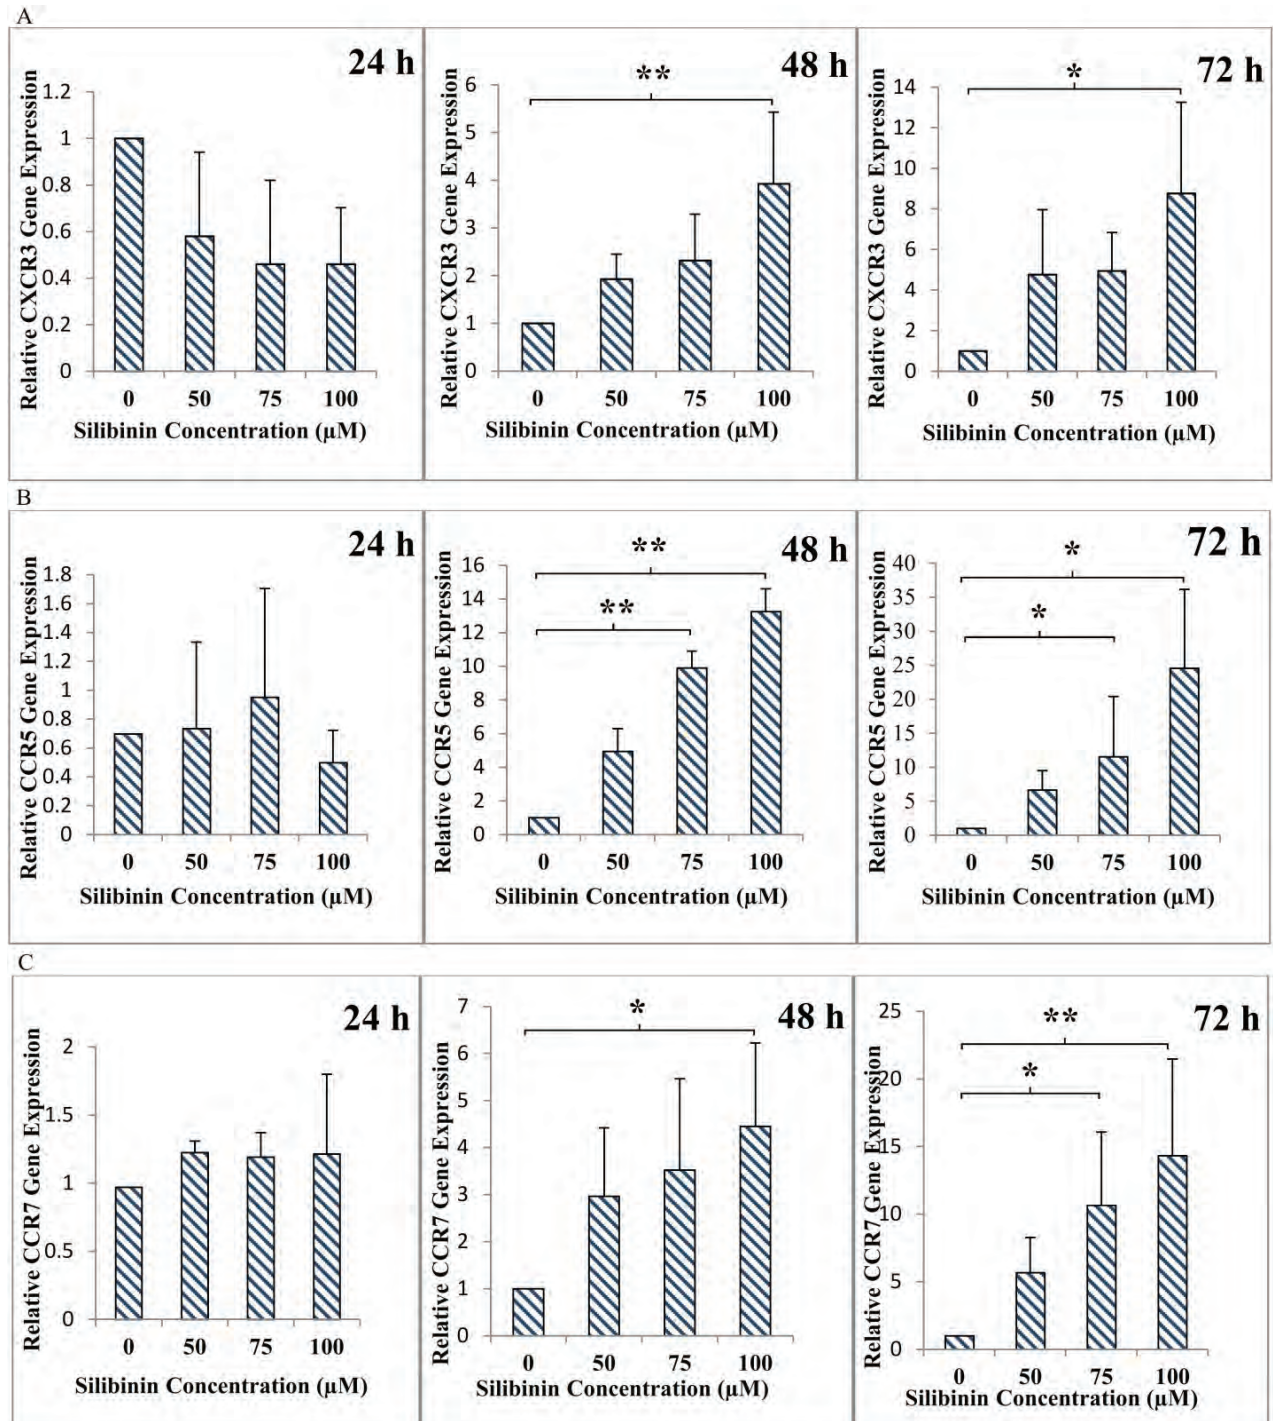 A
24 h
Relative CXCR3 Gene Expression
1.2
1
0.8
0.6
0.4
0.2
0
0 50 75 100
Silibinin Concentration (µM)
48 h
**
Relative CXCR3 Gene Expression
6
5
4
3
2
1
0
0 50 75 100
Silibinin Concentration (µM)
72 h
*
Relative CXCR3 Gene Expression
14
12
10
8
6
4
2
0
0 50 75 100
Silibinin Concentration (µM)
B
24 h
Relative CCR5 Gene Expression
1.8
1.6
1.4
1.2
1
0.8
0.6
0.4
0.2
0
0 50 75 100
Silibinin Concentration (µM)
48 h
**
**
Relative CCR5 Gene Expression
16
14
12
10
8
6
4
2
0
0 50 75 100
Silibinin Concentration (µM)
72 h
*
*
Relative CCR5 Gene Expression
40
35
30
25
20
15
10
5
0
0 50 75 100
Silibinin Concentration (µM)
C
24 h
Relative CCR7 Gene Expression
2
1.5
1
0.5
0
0 50 75 100
Silibinin Concentration (µM)
48 h
*
Relative CCR7 Gene Expression
7
6
5
4
3
2
1
0
0 50 75 100
Silibinin Concentration (µM)
72 h
**
*
Relative CCR7 Gene Expression
25
20
15
10
5
0
0 50 75 100
Silibinin Concentration (µM)